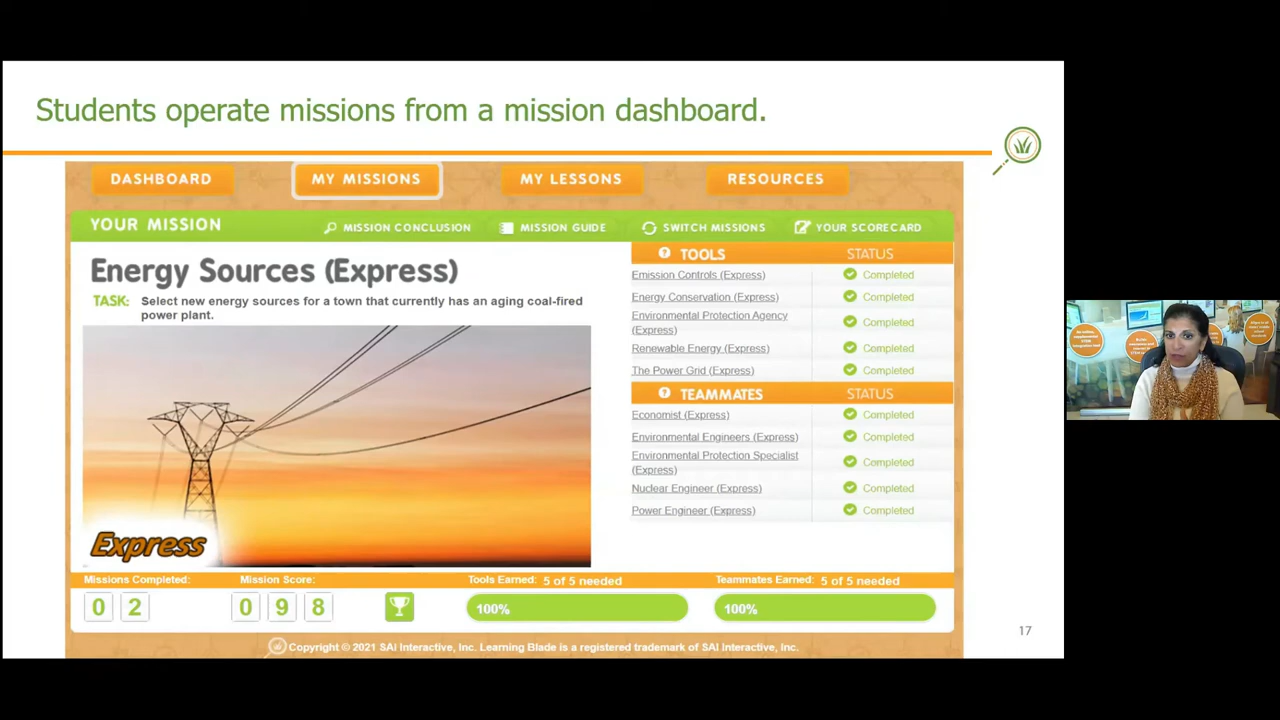 Students operate missions from a mission dashboard.
DASHBOARD
MY MISSIONS
MY LESSONS
RESOURCES
YOUR MISSION
MISSION CONCLUSION
MISSION GUIDE
SWITCH MISSIONS
YOUR SCORECARD
Energy Sources (Express)
TASK: Select new energy sources for a town that currently has an aging coal-fired
power plant.
Express
? TOOLS STATUS
Emission Controls (Express) Completed
Energy Conservation (Express) Completed
Environmental Protection Agency
(Express) Completed
Renewable Energy (Express) Completed
The Power Grid (Express) Completed
? TEAMMATES STATUS
Economist (Express) Completed
Environmental Engineers (Express) Completed
Environmental Protection Specialist
(Express) Completed
Nuclear Engineer (Express) Completed
Power Engineer (Express) Completed
Missions Completed: Mission Score: Tools Earned: 5 of 5 needed Teammates Earned: 5 of 5 needed
0 2 0 9 8 100% 100%
17
Copyright © 2021 SAI Interactive, Inc. Learning Blade is a registered trademark of SAI Interactive, Inc.